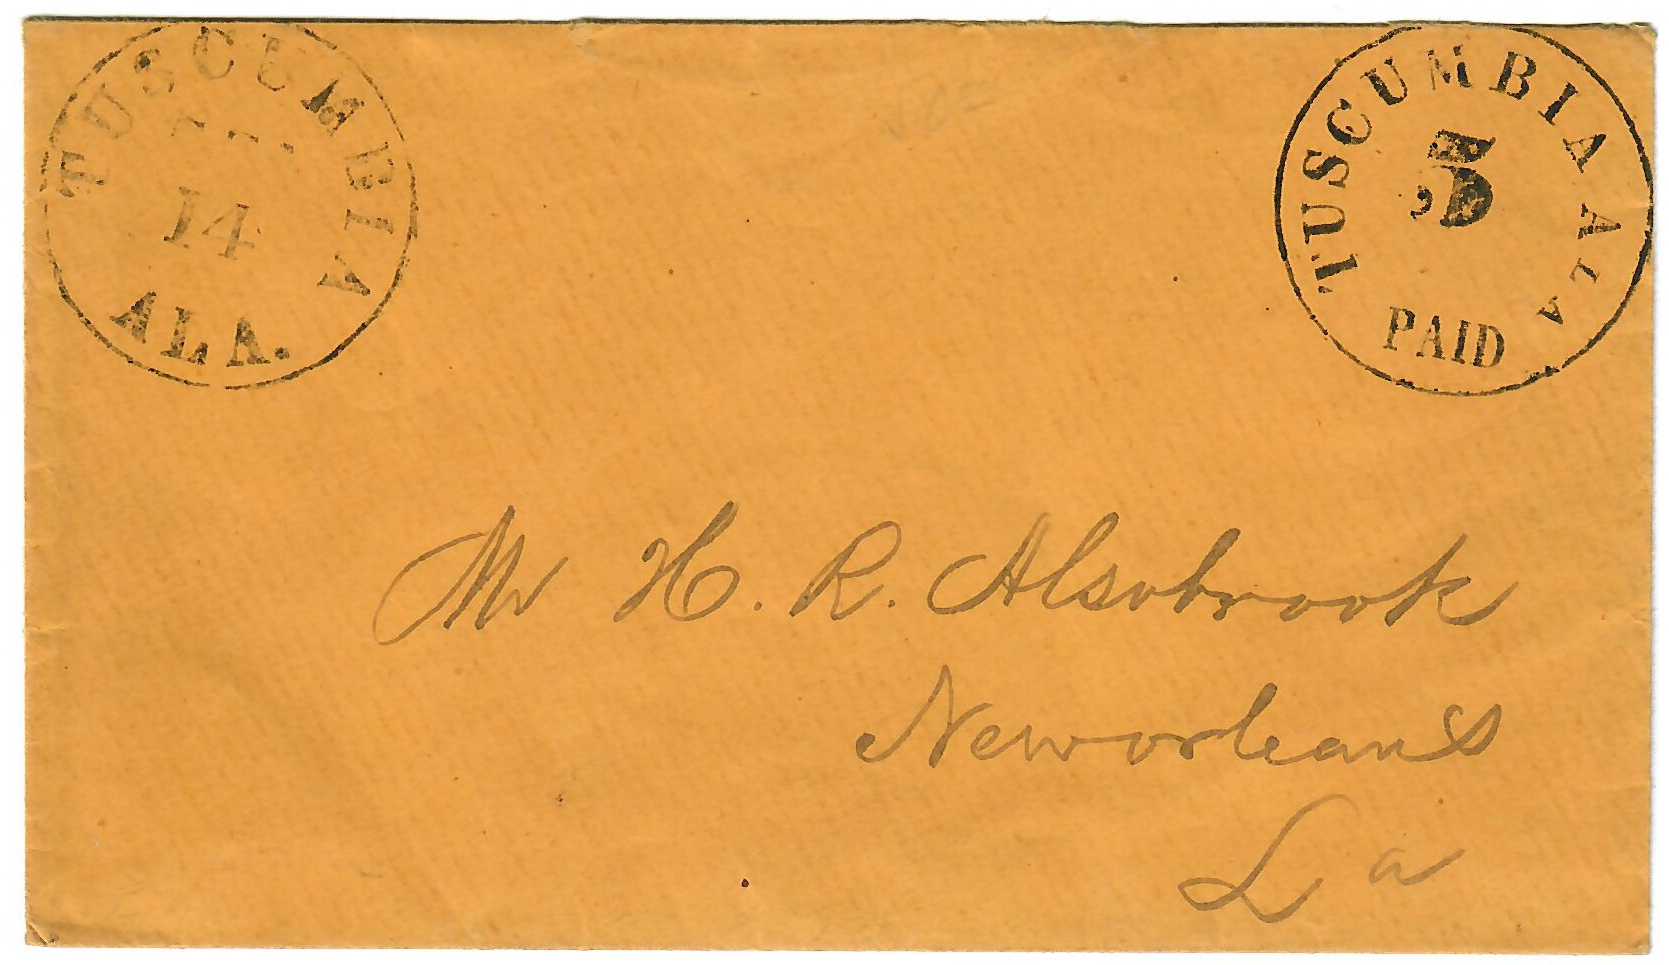 TUSCUMBIA
14
ALA.
TUSCUMBIA ALA
5
PAID
Mr H. R. Alsobrook
Neworleans
La